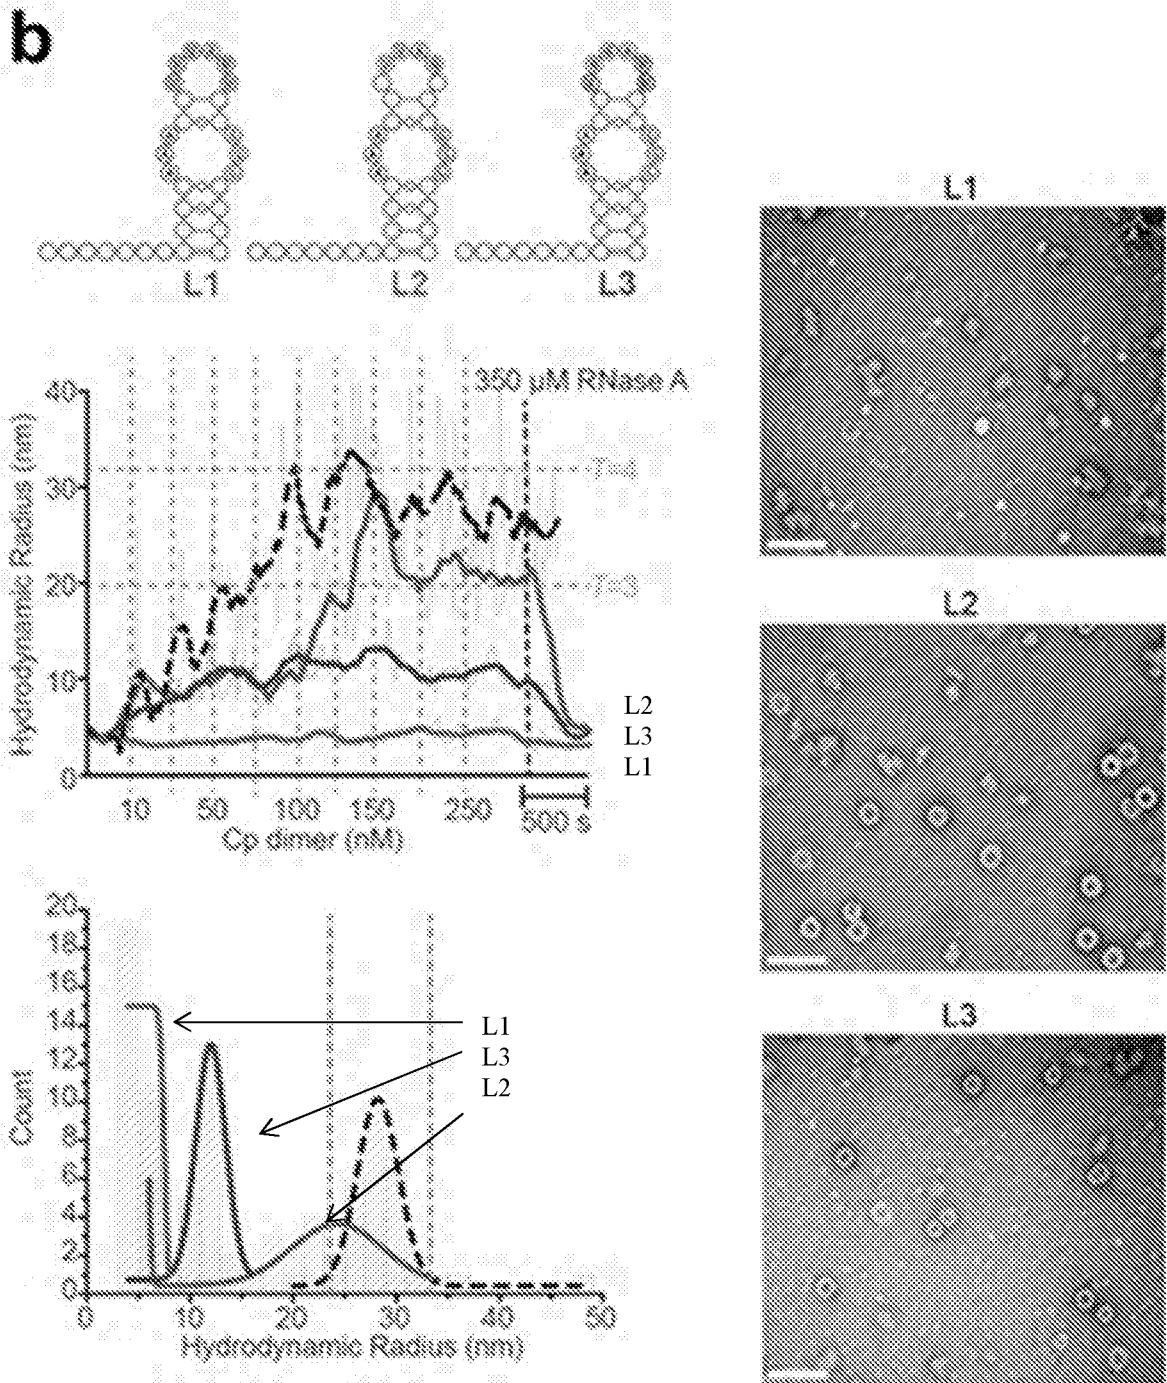 b
L1 L2 L3
350 µM RNase A
40
30
20
10
0
T=4
T=3
Hydrodynamic Radius (nm)
L2
L3
L1
10 50 100 150 250
500 s
Cp dimer (nM)
20
18
16
14
12
10
8
6
4
2
0
Count
L1
L3
L2
0 10 20 30 40 50
Hydrodynamic Radius (nm)
L1
L2
L3